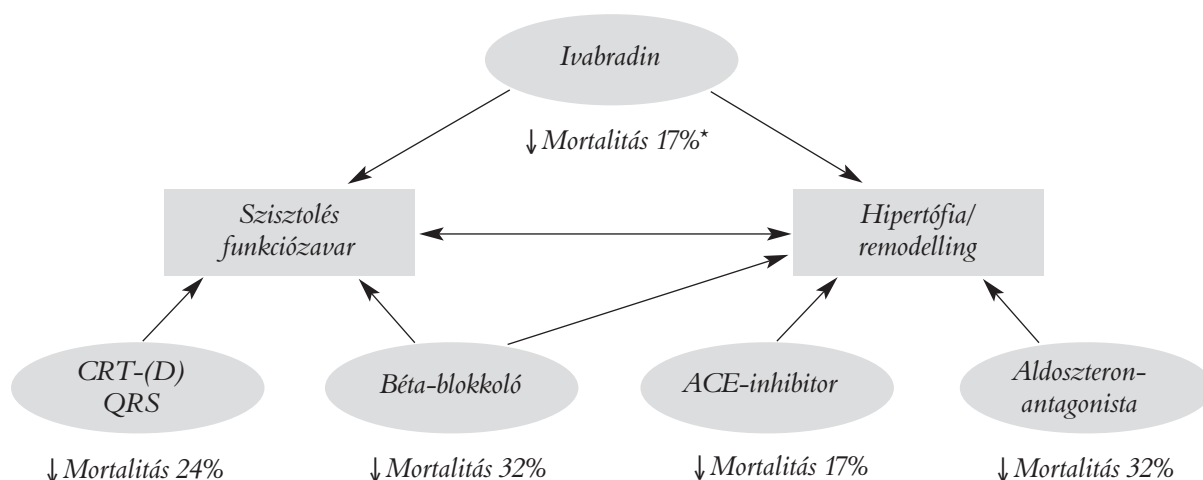 Ivabradin
↓ Mortalitás 17%*
Szisztolés
funkciózavar
Hipertófia/
remodelling
CRT-(D)
QRS
Béta-blokkoló
ACE-inhibitor
Aldoszteron-
antagonista
↓ Mortalitás 24%
↓ Mortalitás 32%
↓ Mortalitás 17%
↓ Mortalitás 32%